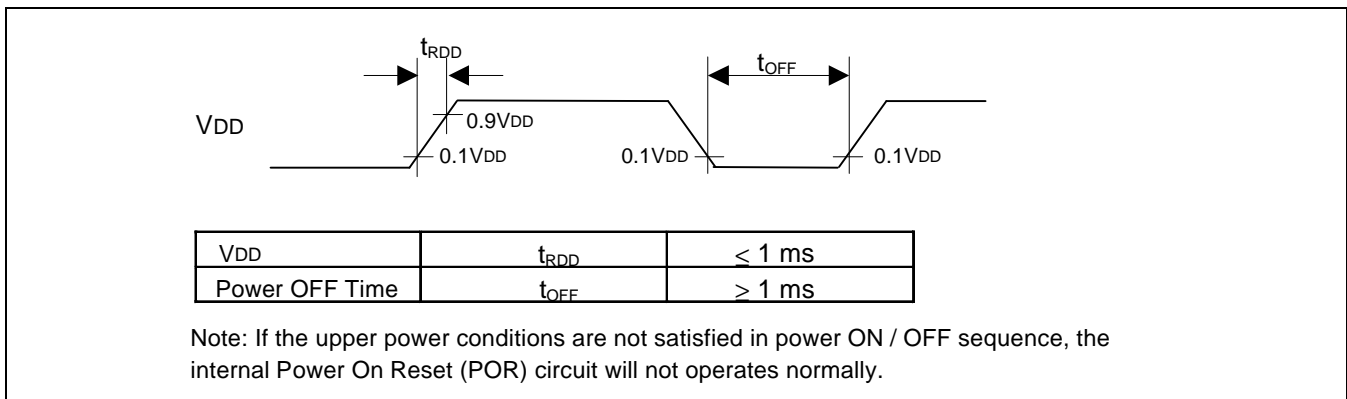 tRDD
tOFF
VDD
0.9VDD
0.1VDD
0.1VDD
0.1VDD
VDD tRDD ≤ 1 ms
Power OFF Time tOFF ≥ 1 ms
Note: If the upper power conditions are not satisfied in power ON / OFF sequence, the
internal Power On Reset (POR) circuit will not operates normally.